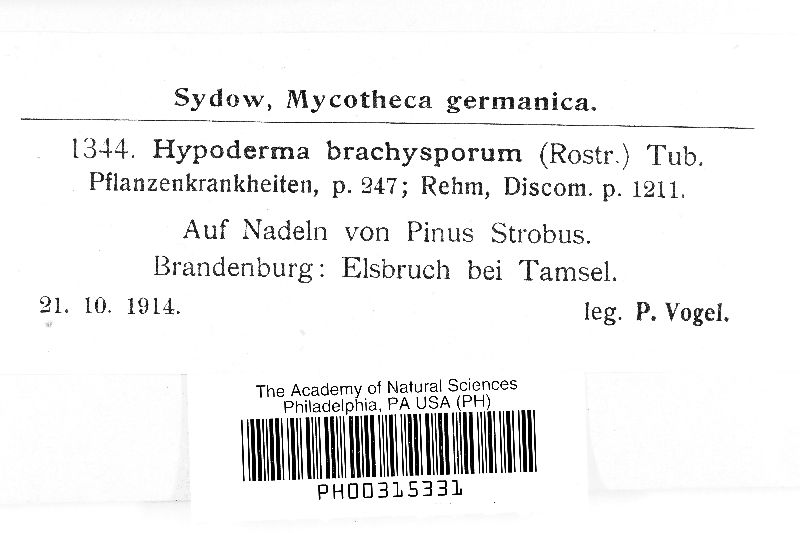 Sydow, Mycotheca germanica.
1344. Hypoderma brachysporum (Rostr.) Tub.
Pflanzenkrankheiten, p. 247; Rehm, Discom. p. 1211.
Auf Nadeln von Pinus Strobus.
Brandenburg: Elsbruch bei Tamsel.
21. 10. 1914. leg. P. Vogel.
The Academy of Natural Sciences
Philadelphia, PA USA (PH)
PH00315331